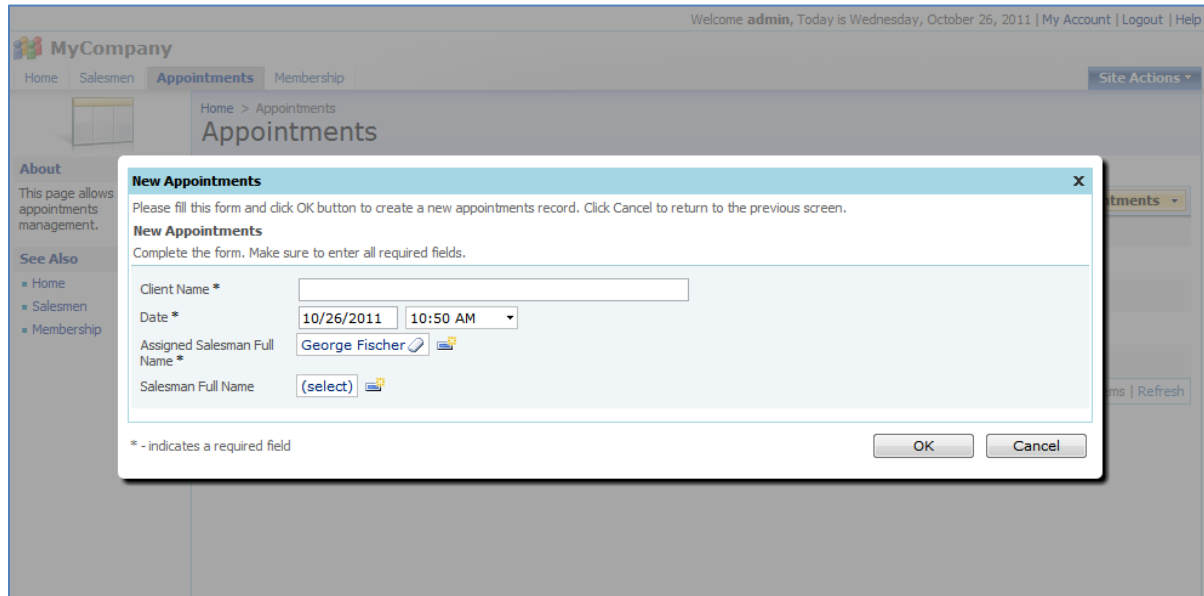 Welcome admin, Today is Wednesday, October 26, 2011 | My Account | Logout | Help
MyCompany
Home Salesmen Appointments Membership Site Actions
Home > Appointments
Appointments
About
This page allows
appointments
management.
See Also
Home
Salesmen
Membership
New Appointments x
Please fill this form and click OK button to create a new appointments record. Click Cancel to return to the previous screen.
New Appointments
Complete the form. Make sure to enter all required fields.
Client Name *
Date * 10/26/2011 10:50 AM
Assigned Salesman Full
Name * George Fischer
Salesman Full Name (select)
* - indicates a required field OK Cancel
tments
ms | Refresh